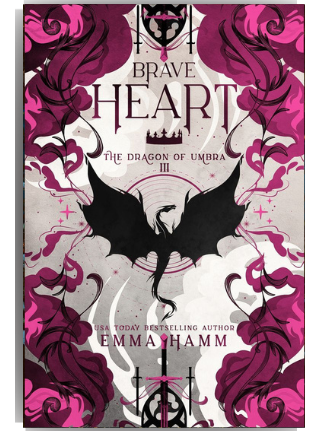 BRAVE
HEART
THE DRAGON OF UMBRA
III
USA TODAY BESTSELLING AUTHOR
EMMA HAMM